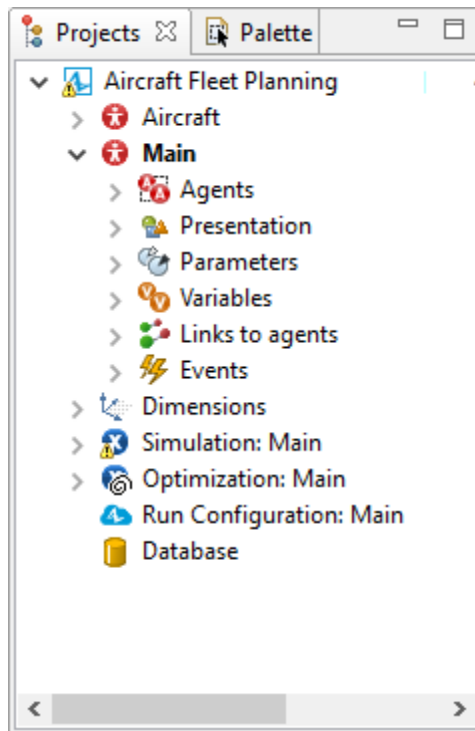 Projects Palette
Aircraft Fleet Planning
Aircraft
Main
Agents
Presentation
Parameters
Variables
Links to agents
Events
Dimensions
Simulation: Main
Optimization: Main
Run Configuration: Main
Database